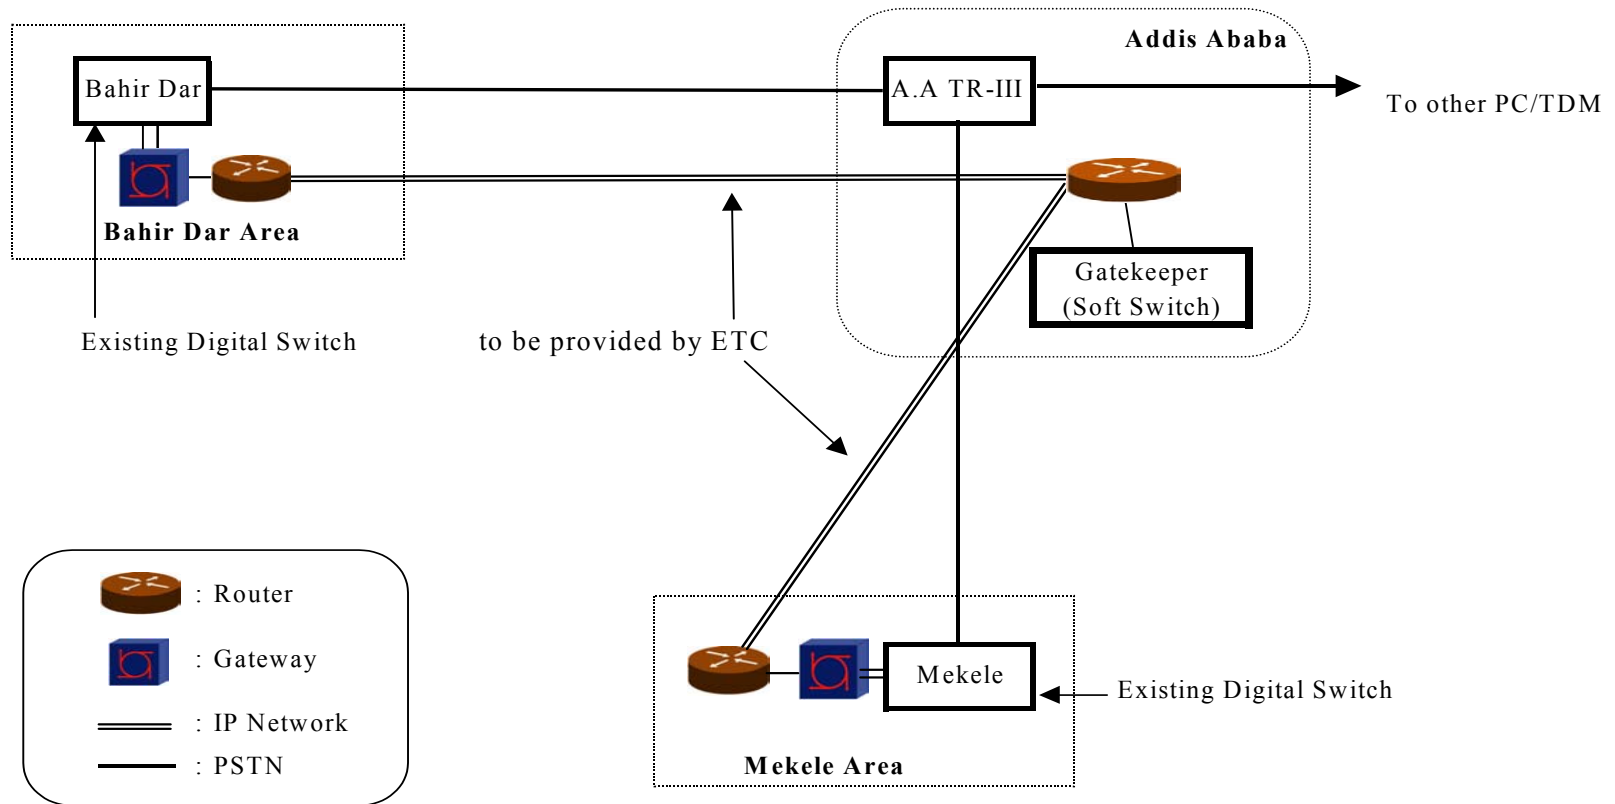 Addis Ababa
Bahir Dar
A.A TR-III
To other PC/TDM
Bahir Dar Area
Gatekeeper
(Soft Switch)
Existing Digital Switch
to be provided by ETC
: Router
: Gateway
: IP Network
: PSTN
Mekele
Existing Digital Switch
Mekele Area